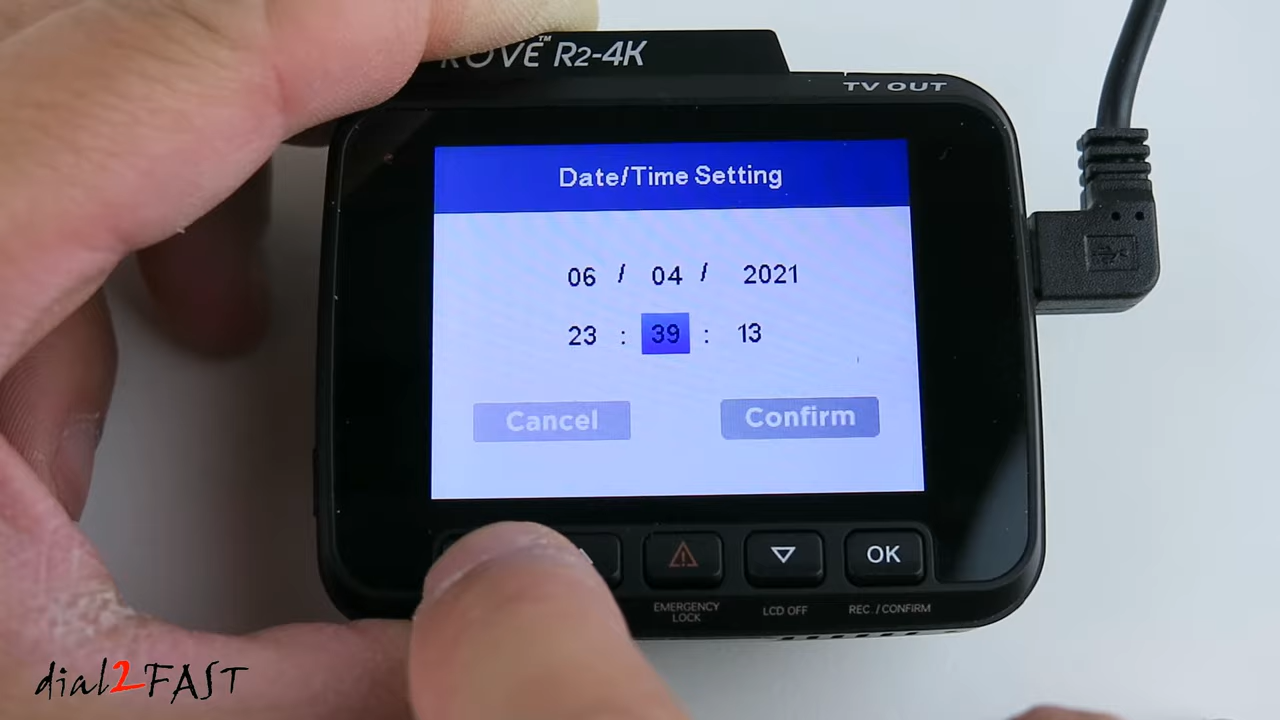 ROVE™ R2-4K
TV OUT
Date/Time Setting
06 / 04 / 2021
23 : 39 : 13
Cancel
Confirm
OK
EMERGENCY
LOCK
LCD OFF
REC. / CONFIRM
dial2FAST